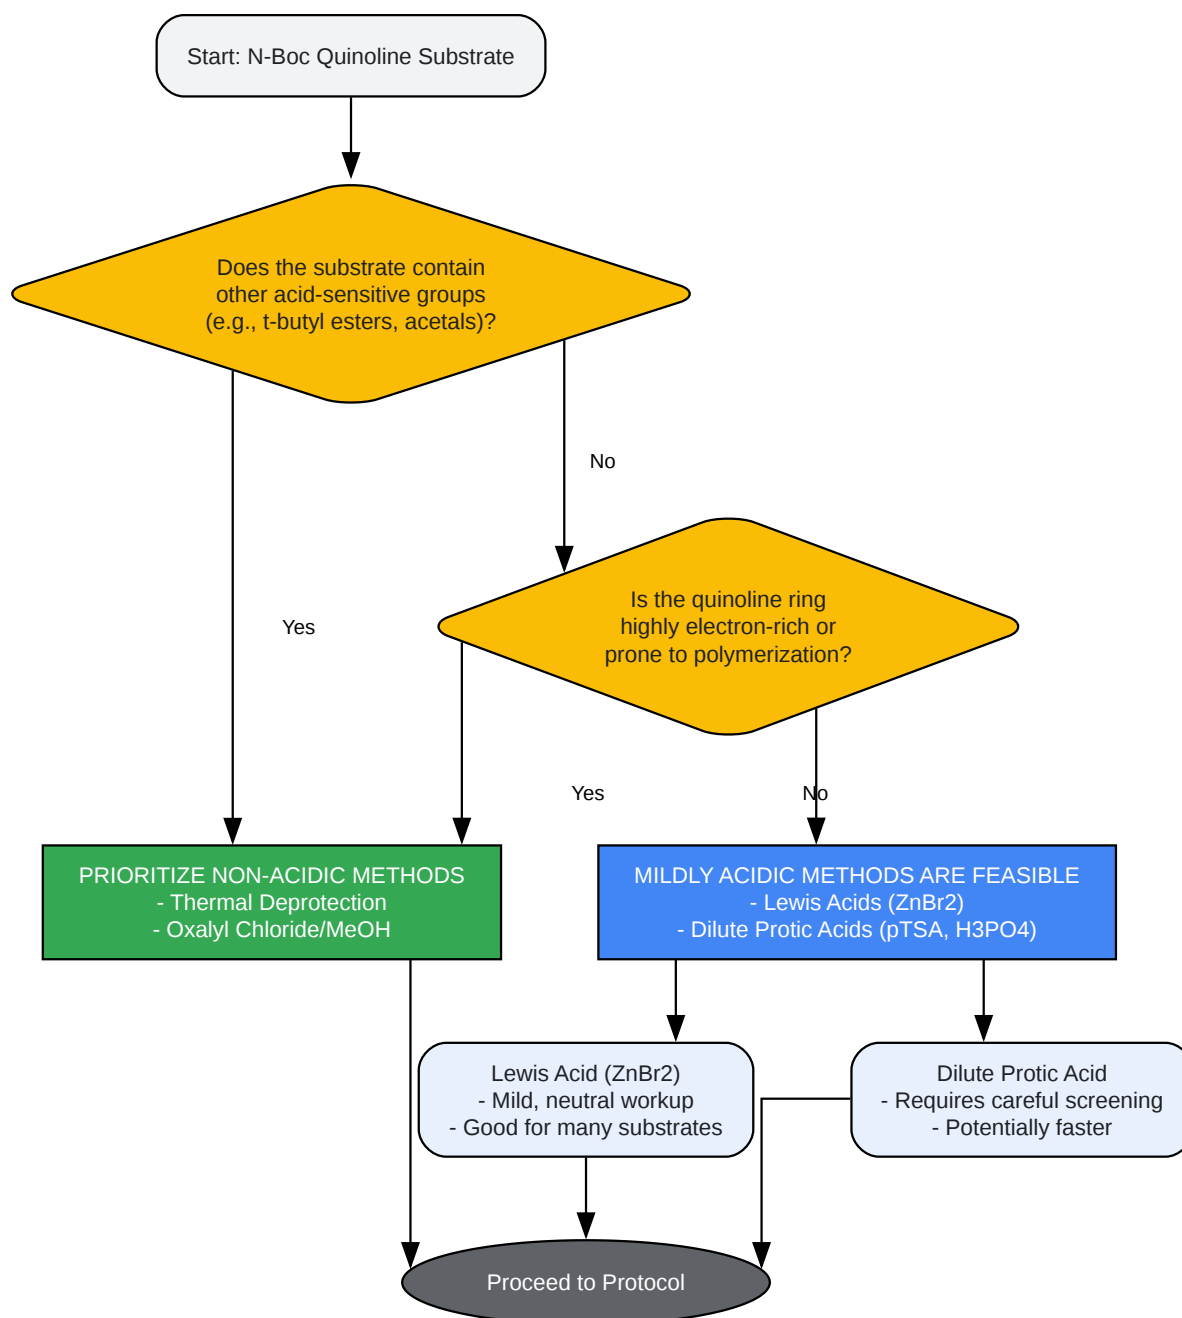 Start: N-Boc Quinoline Substrate
Does the substrate contain
other acid-sensitive groups
(e.g., t-butyl esters, acetals)?
No
Yes
Is the quinoline ring
highly electron-rich or
prone to polymerization?
Yes
No
PRIORITIZE NON-ACIDIC METHODS
- Thermal Deprotection
- Oxalyl Chloride/MeOH
MILDLY ACIDIC METHODS ARE FEASIBLE
- Lewis Acids (ZnBr2)
- Dilute Protic Acids (pTSA, H3PO4)
Lewis Acid (ZnBr2)
- Mild, neutral workup
- Good for many substrates
Dilute Protic Acid
- Requires careful screening
- Potentially faster
Proceed to Protocol